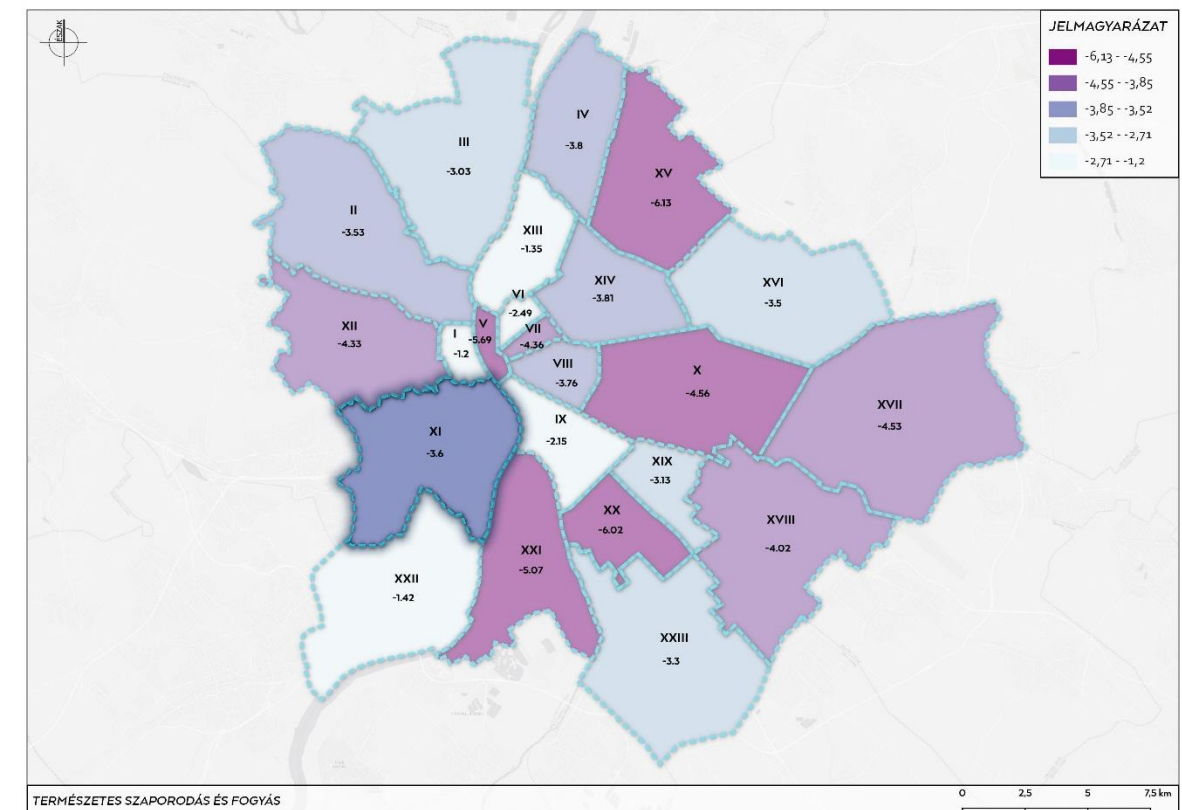 ÉSZAK
JELMAGYARÁZAT
-6,13 - -4,55
-4,55 - -3,85
-3,85 - -3,52
-3,52 - -2,71
-2,71 - -1,2
IV
-3.8
III
-3.03
XV
-6.13
II
-3.53
XIII
-1.35
XIV
-3.81
XVI
-3.5
VI
-2.49
XII
-4.33
I
-1.2
V
-5.69
VII
-4.36
VIII
-3.76
X
-4.56
XVII
-4.53
XI
-3.6
IX
-2.15
XIX
-3.13
XX
-6.02
XVIII
-4.02
XXI
-5.07
XXII
-1.42
XXIII
-3.3
TERMÉSZETES SZAPORODÁS ÉS FOGYÁS
0 2,5 5 7,5 km